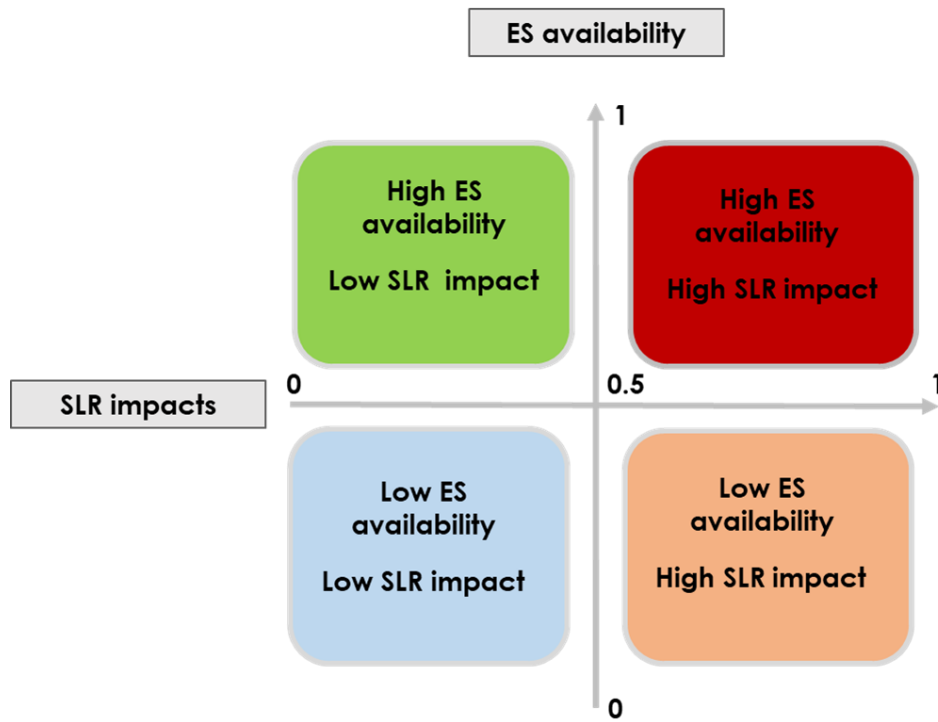 ES availability
1
High ES
availability
Low SLR impact
High ES
availability
High SLR impact
0
0.5
1
SLR impacts
Low ES
availability
Low SLR impact
Low ES
availability
High SLR impact
0